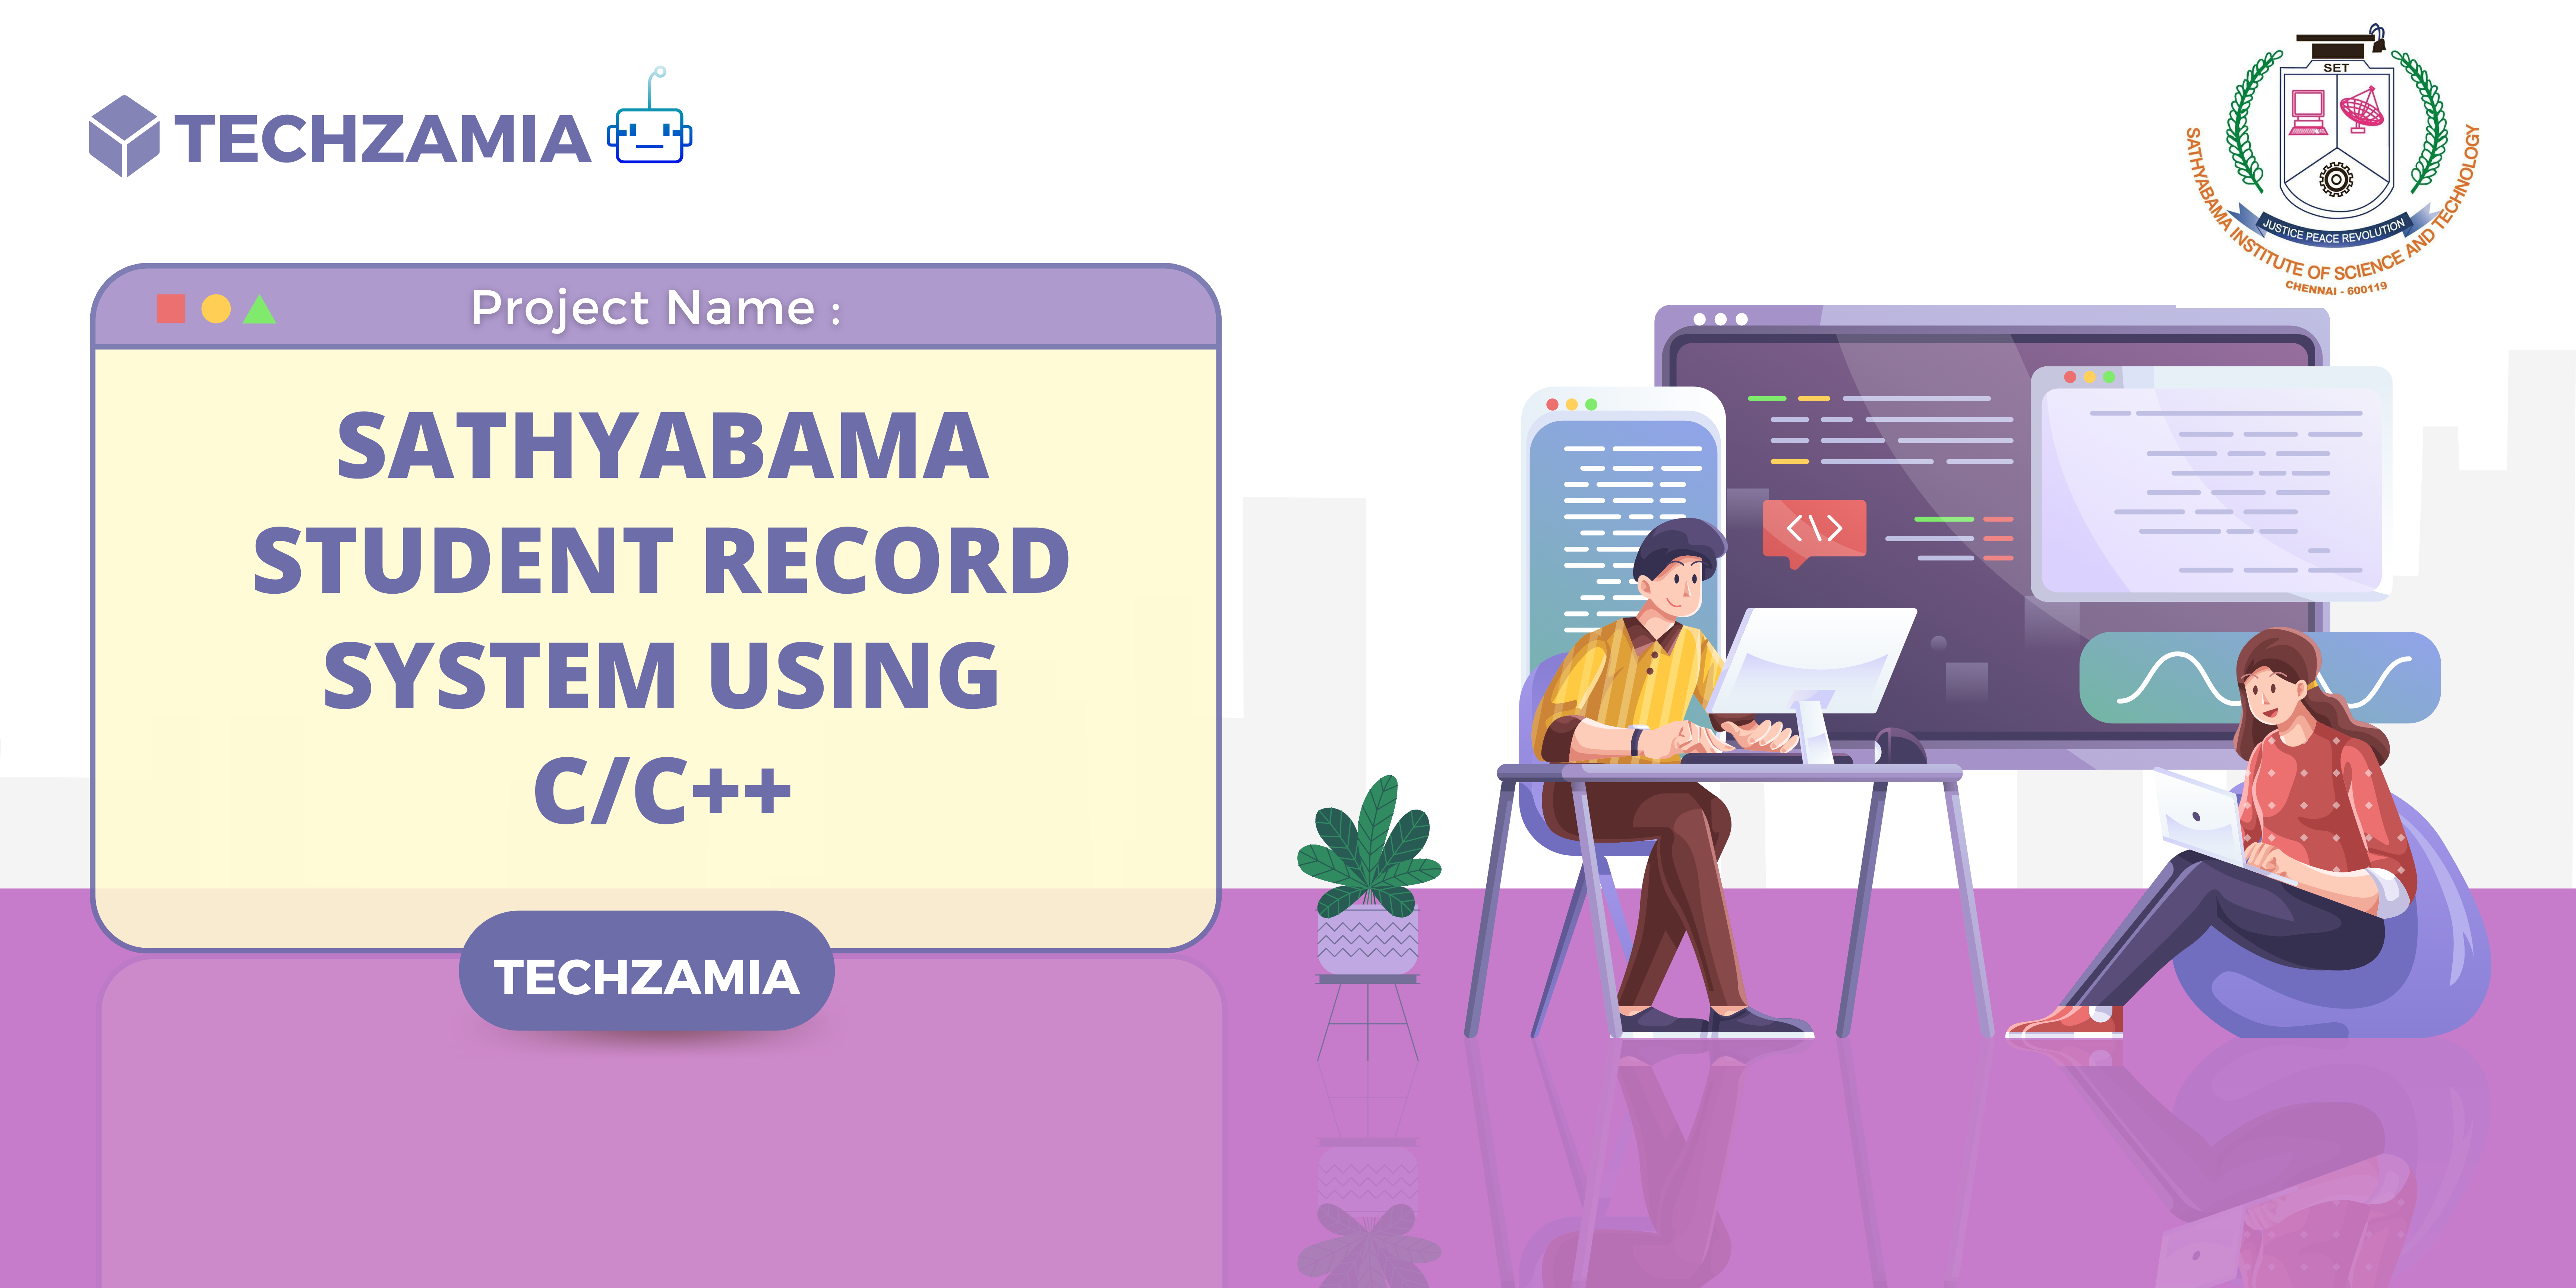 TECHZAMIA
SET
JUSTICE PEACE REVOLUTION
SATHYABAMA INSTITUTE OF SCIENCE AND TECHNOLOGY
CHENNAI - 600119
Project Name :
SATHYABAMA
STUDENT RECORD
SYSTEM USING
C/C++
TECHZAMIA
<\>